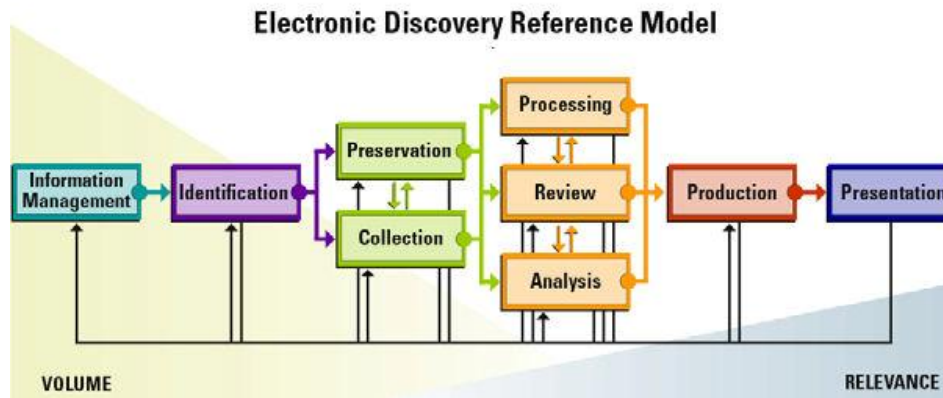 Electronic Discovery Reference Model
Processing
Preservation
Information
Management
Identification
Review
Production
Presentation
Collection
Analysis
VOLUME
RELEVANCE